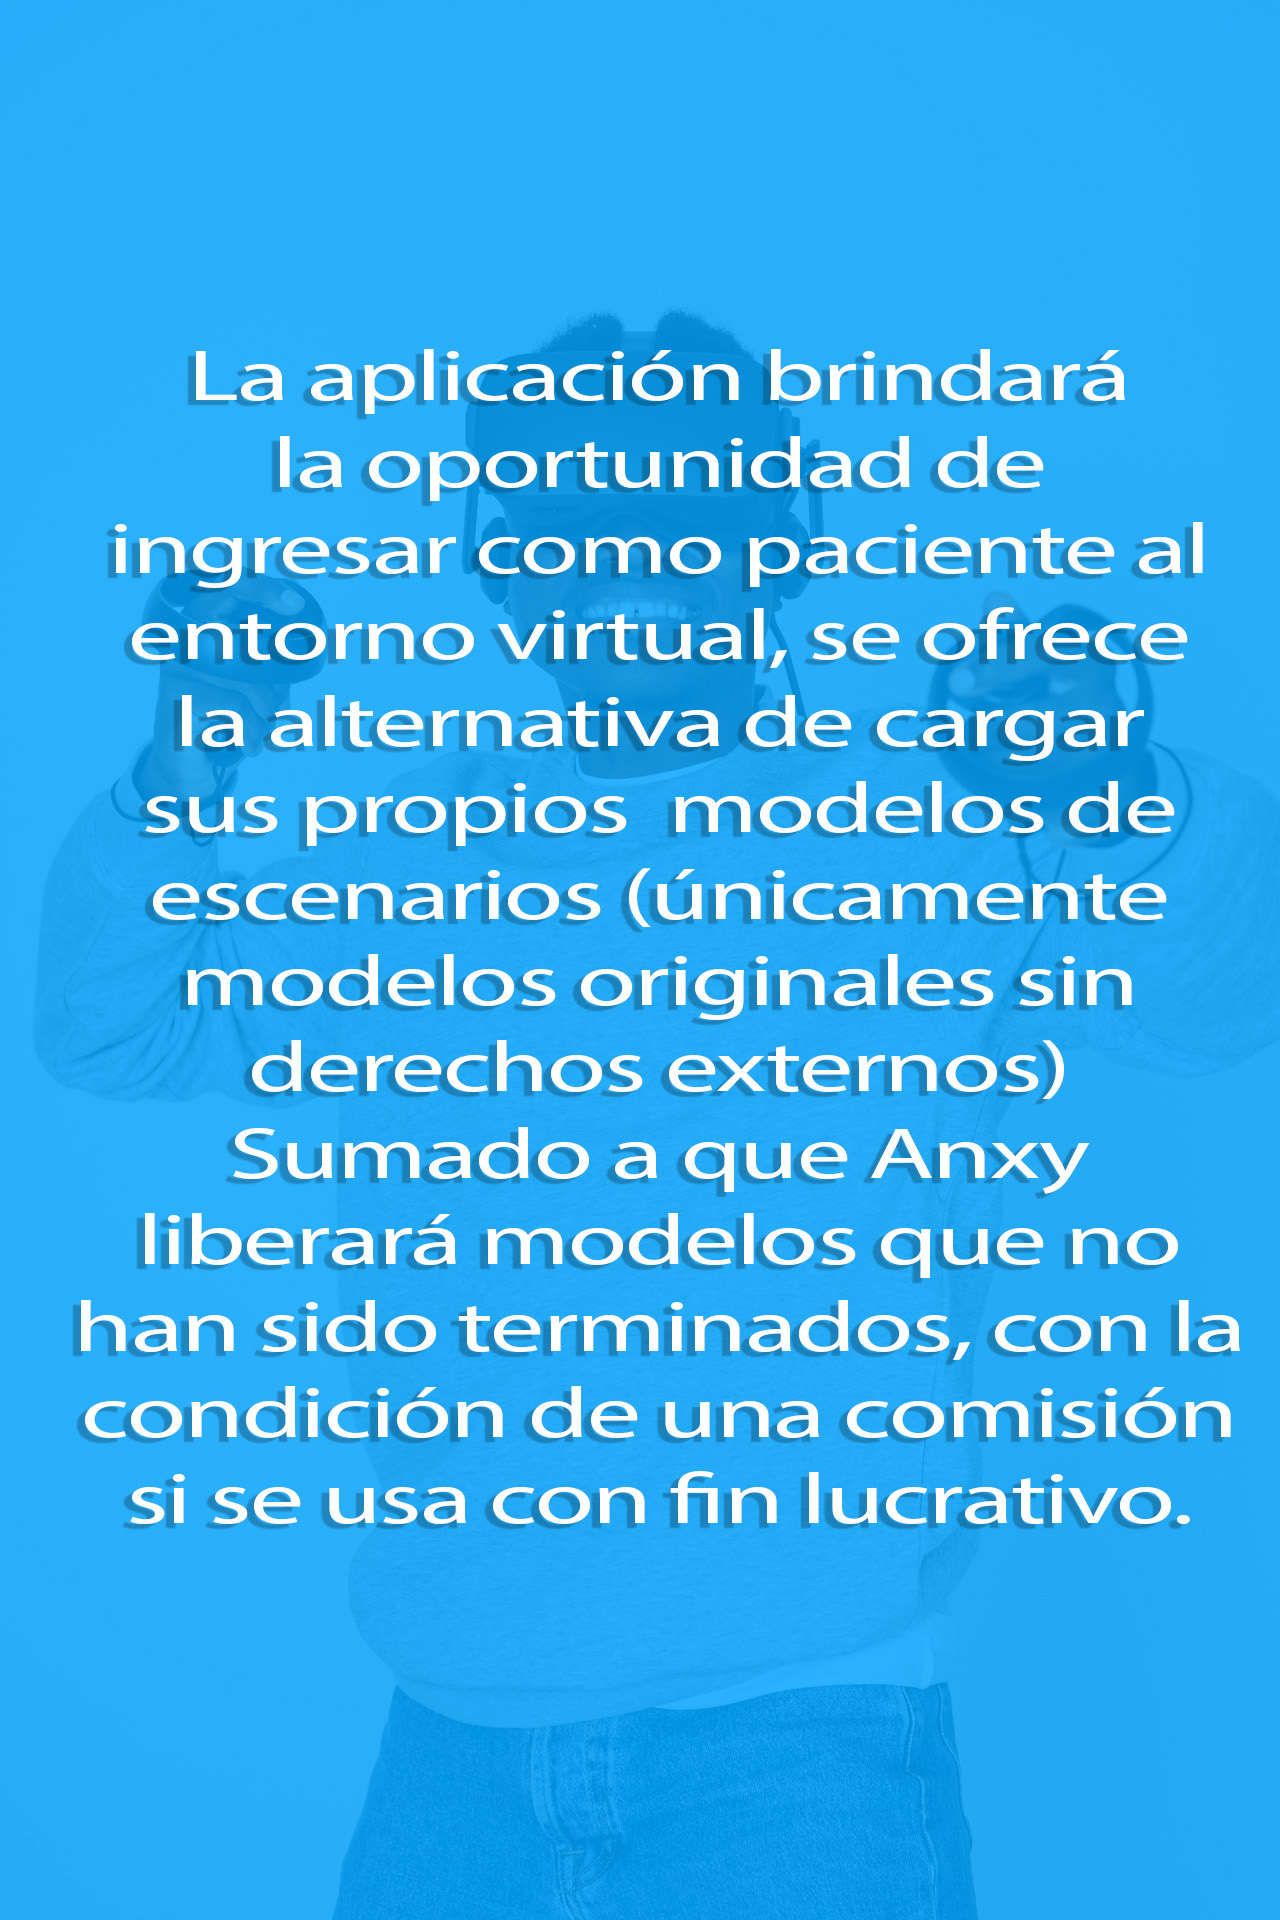 La aplicación brindará
la oportunidad de
ingresar como paciente al
entorno virtual, se ofrece
la alternativa de cargar
sus propios  modelos de
escenarios (únicamente
modelos originales sin
derechos externos)
Sumado a que Anxy
liberará modelos que no
han sido terminados, con la
condición de una comisión
si se usa con fin lucrativo.